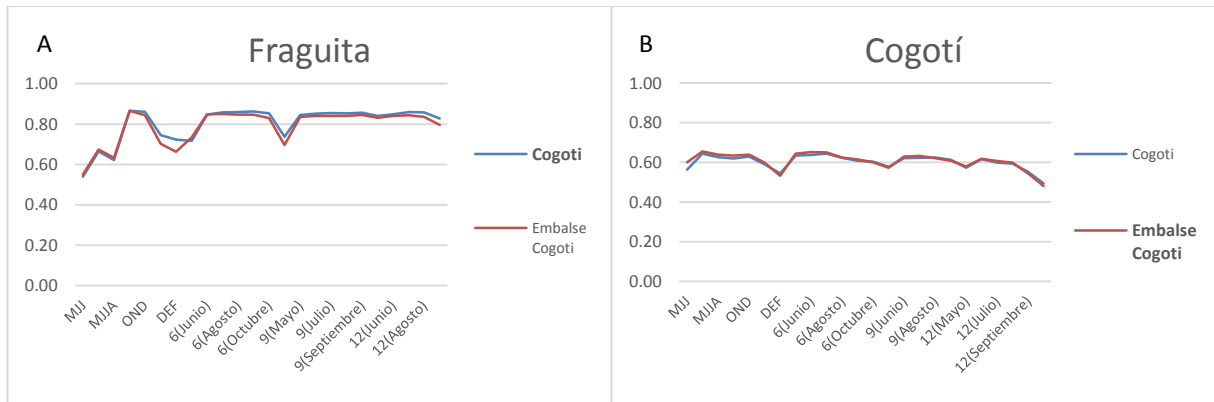 A
Fraguita
1.00
0.80
0.60
0.40
0.20
0.00
MJJ
MJJA
OND
DEF
6(Junio)
6(Agosto)
6(Octubre)
9(Mayo)
9(Julio)
9(Septiembre)
12(Junio)
12(Agosto)
Cogoti
Embalse
Cogoti
B
Cogotí
1.00
0.80
0.60
0.40
0.20
0.00
MJJ
MJJA
OND
DEF
6(Junio)
6(Agosto)
6(Octubre)
9(Junio)
9(Agosto)
12(Mayo)
12(Julio)
12(Septiembre)
Cogoti
Embalse
Cogoti